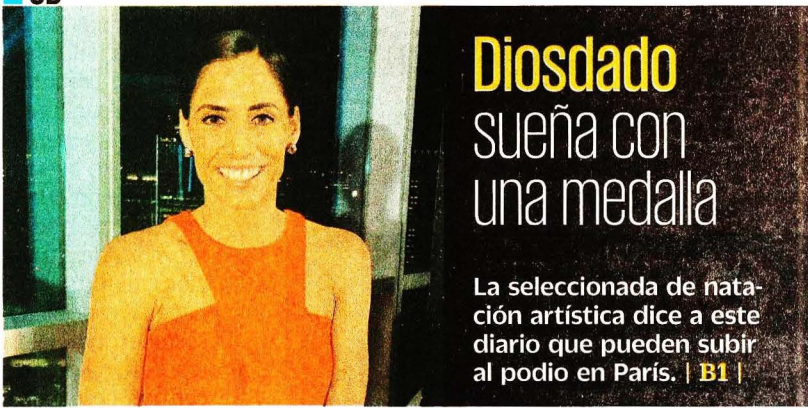 Diosdado
sueña con
una medalla
La seleccionada de nata-
ción artística dice a este
diario que pueden subir
al podio en París. | B1 |